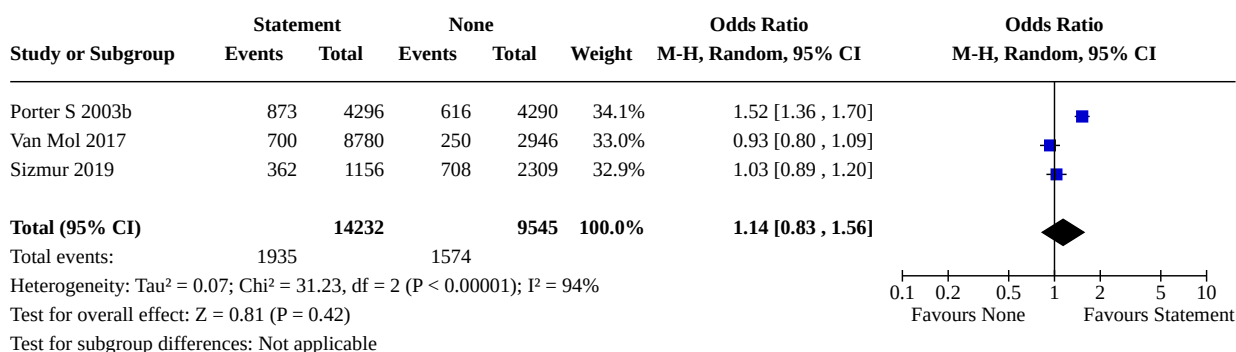 Statement None Odds Ratio Odds Ratio
Study or Subgroup Events Total Events Total Weight M-H, Random, 95% CI M-H, Random, 95% CI
Porter S 2003b 873 4296 616 4290 34.1% 1.52 [1.36 , 1.70]
Van Mol 2017 700 8780 250 2946 33.0% 0.93 [0.80 , 1.09]
Sizmur 2019 362 1156 708 2309 32.9% 1.03 [0.89 , 1.20]
Total (95% CI) 14232 9545 100.0% 1.14 [0.83 , 1.56]
Total events: 1935 1574
Heterogeneity: Tau² = 0.07; Chi² = 31.23, df = 2 (P < 0.00001); I² = 94%
0.1 0.2 0.5 1 2 5 10
Test for overall effect: Z = 0.81 (P = 0.42) Favours None Favours Statement
Test for subgroup differences: Not applicable